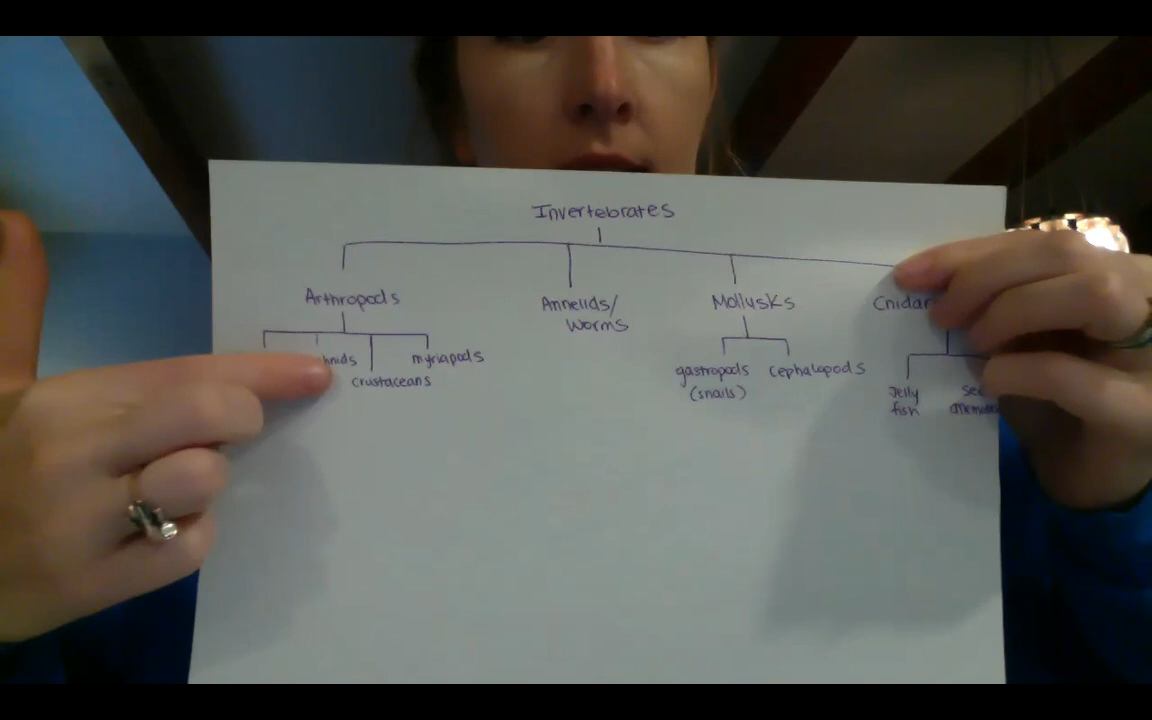 Invertebrates
Arthropods
Annelids/
Worms
Mollusks
myriapods
crustaceans
gastropods
(snails)
cephalopods
Jelly
fish